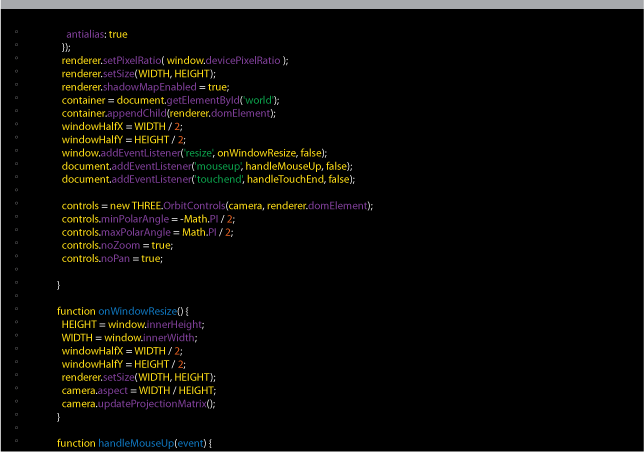 antialias: true
});
renderer.setPixelRatio( window.devicePixelRatio );
renderer.setSize(WIDTH, HEIGHT);
renderer.shadowMapEnabled = true;
container = document.getElementById('world');
container.appendChild(renderer.domElement);
windowHalfX = WIDTH / 2;
windowHalfY = HEIGHT / 2;
window.addEventListener('resize', onWindowResize, false);
document.addEventListener('mouseup', handleMouseUp, false);
document.addEventListener('touchend', handleTouchEnd, false);
controls = new THREE.OrbitControls(camera, renderer.domElement);
controls.minPolarAngle = -Math.PI / 2;
controls.maxPolarAngle = Math.PI / 2;
controls.noZoom = true;
controls.noPan = true;
}
function onWindowResize() {
HEIGHT = window.innerHeight;
WIDTH = window.innerWidth;
windowHalfX = WIDTH / 2;
windowHalfY = HEIGHT / 2;
renderer.setSize(WIDTH, HEIGHT);
camera.aspect = WIDTH / HEIGHT;
camera.updateProjectionMatrix();
}
function handleMouseUp(event) {